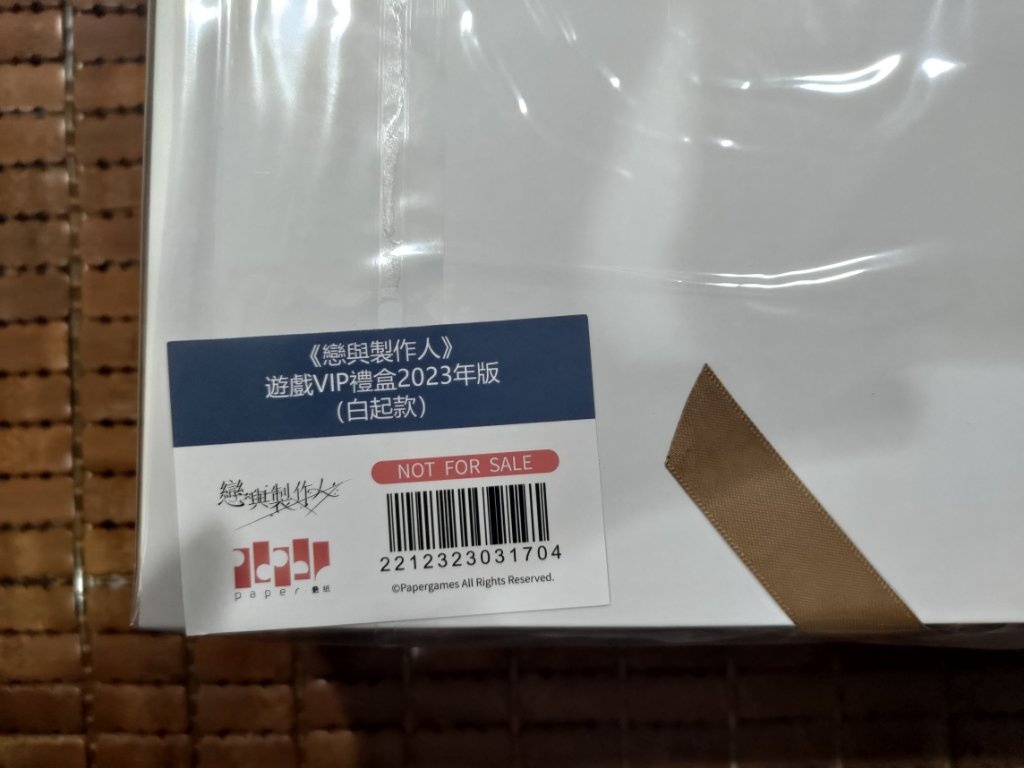 《戀與製作人》
遊戲VIP禮盒2023年版
(白起款)
NOT FOR SALE
戀與製作人
2212323031704
paper
paper·疊紙
©Papergames All Rights Reserved.